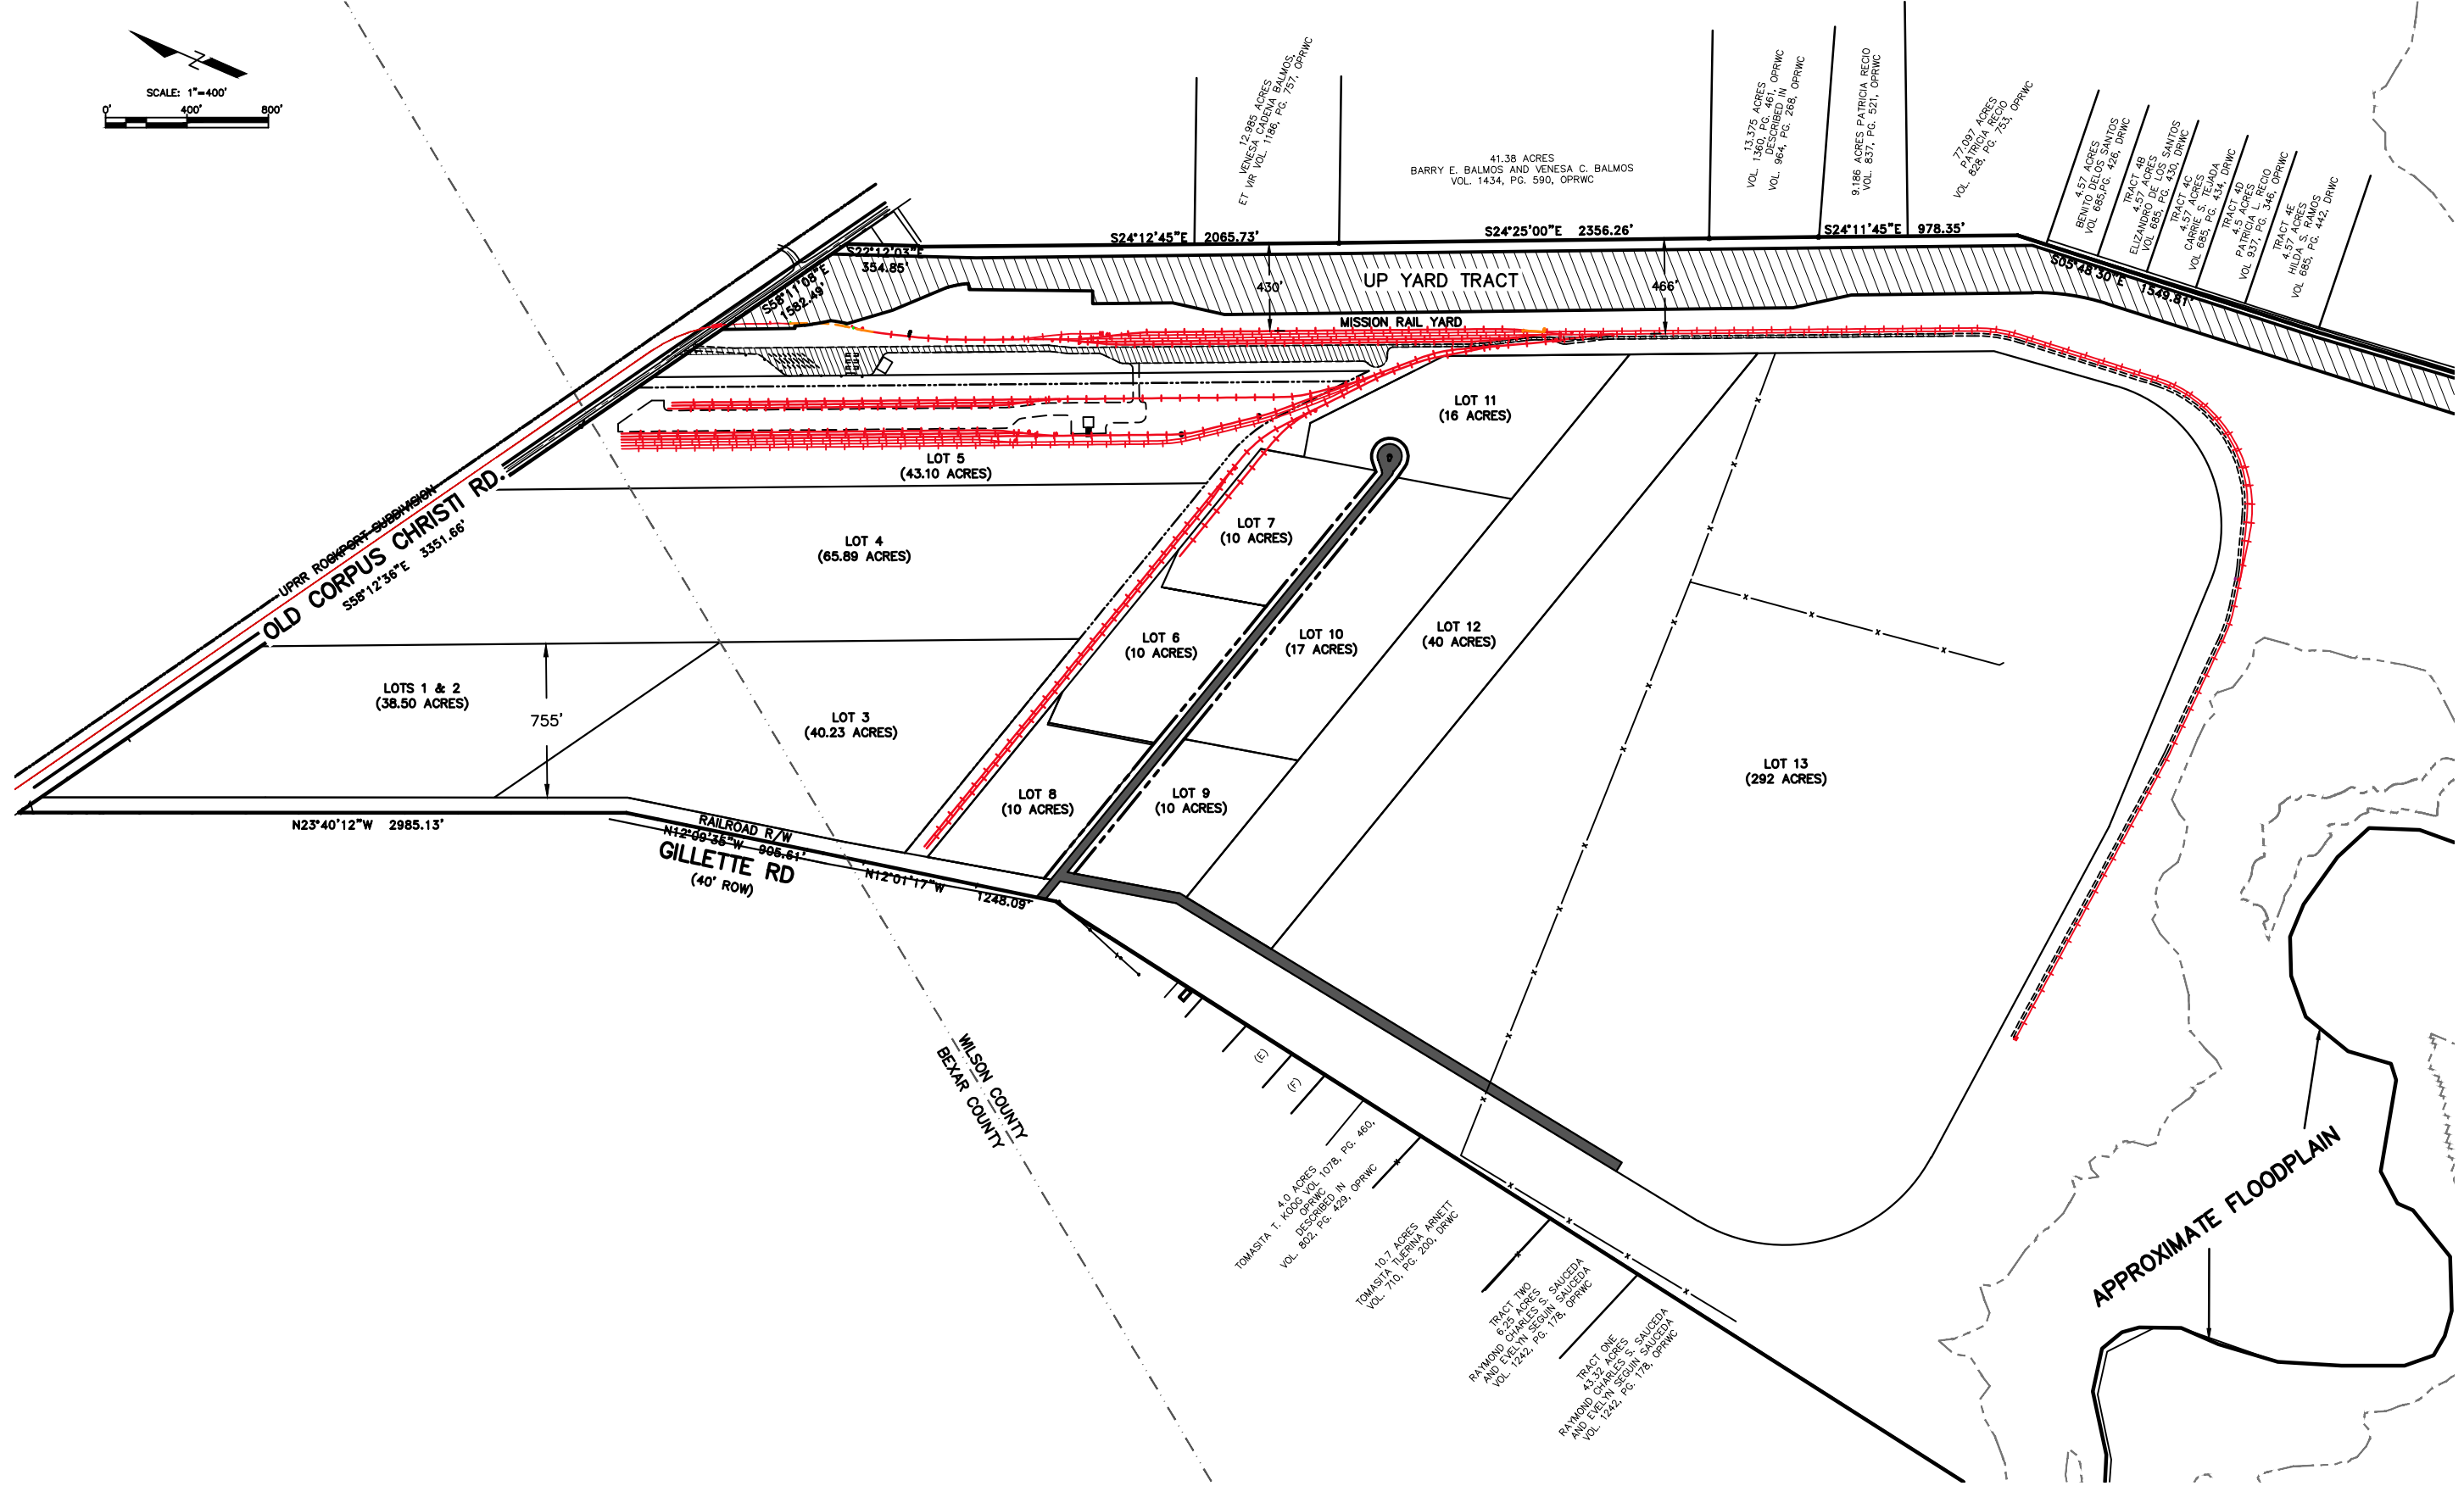 SCALE: 1"=400'
0'
400'
800'
12.985 ACRES
VENESA CADENA BALMOS,
ET VIR VOL. 1186, PG. 757, OPRWC
41.38 ACRES
BARRY E. BALMOS AND VENESA C. BALMOS
VOL. 1434, PG. 590, OPRWC
13.375 ACRES
VOL. 1360, PG. 461, OPRWC
DESCRIBED IN
VOL. 964, PG. 268, OPRWC
9.186 ACRES PATRICIA RECIO
VOL. 837, PG. 521, OPRWC
77.097 ACRES
PATRICIA RECIO
VOL. 828, PG. 753, OPRWC
4.57 ACRES
BENITO DELOS SANTOS
VOL 685,PG. 426, DRWC
TRACT 4B
4.57 ACRES
ELIZANDRO DE LOS SANTOS
VOL 685, PG. 430, DRWC
TRACT 4C
4.57 ACRES
CARRIE S. TEJADA
VOL 685, PG. 434, DRWC
TRACT 4D
4.5 ACRES
PATRICIA L. RECIO
VOL 937, PG. 346, OPRWC
TRACT 4E
4.57 ACRES
HILDA S. RAMOS
VOL 685, PG. 442, DRWC
S22°12'03"E
354.85'
S24°12'45"E 2065.73'
S24°25'00"E 2356.26'
S24°11'45"E 978.35'
S05°48'30"E 1549.81'
S58°11'08"E
1582.49'
430'
UP YARD TRACT
466'
MISSION RAIL YARD
LOT 11
(16 ACRES)
LOT 5
(43.10 ACRES)
UPRR ROCKPORT SUBDIVISION
OLD CORPUS CHRISTI RD.
S58°12'36"E 3351.66'
LOT 4
(65.89 ACRES)
LOT 7
(10 ACRES)
LOT 6
(10 ACRES)
LOT 10
(17 ACRES)
LOT 12
(40 ACRES)
LOTS 1 & 2
(38.50 ACRES)
755'
LOT 3
(40.23 ACRES)
LOT 13
(292 ACRES)
LOT 8
(10 ACRES)
LOT 9
(10 ACRES)
N23°40'12"W 2985.13'
RAILROAD R/W
N12°09'35"W 905.61'
GILLETTE RD
(40' ROW)
N12°01'17"W 1248.09'
WILSON COUNTY
BEXAR COUNTY
(E)
(F)
4.0 ACRES
TOMASITA T. KOOG VOL 1078, PG. 460,
OPRWC
DESCRIBED IN
VOL. 802, PG. 429, OPRWC
10.7 ACRES
TOMASITA TIJERINA ARNETT
VOL. 710, PG. 200, DRWC
TRACT TWO
6.25 ACRES
RAYMOND CHARLES S. SAUCEDA
AND EVELYN SEGUIN SAUCEDA
VOL. 1242, PG. 178, OPRWC
TRACT ONE
43.32 ACRES
RAYMOND CHARLES S. SAUCEDA
AND EVELYN SEGUIN SAUCEDA
VOL. 1242, PG. 178, OPRWC
APPROXIMATE FLOODPLAIN